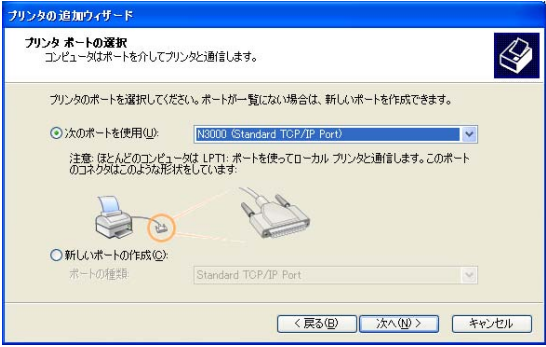 プリンタの追加ウィザード
プリンタ ポートの選択
コンピュータはポートを介してプリンタと通信します。
プリンタのポートを選択してください。ポートが一覧にない場合は、新しいポートを作成できます。
次のポートを使用(U):
N3000 (Standard TCP/IP Port)
注意: ほとんどのコンピュータは LPT1: ポートを使ってローカル プリンタと通信します。このポート
のコネクタはこのような形状をしています:
新しいポートの作成(C):
ポートの種類:
Standard TCP/IP Port
< 戻る(B)
次へ(N) >
キャンセル